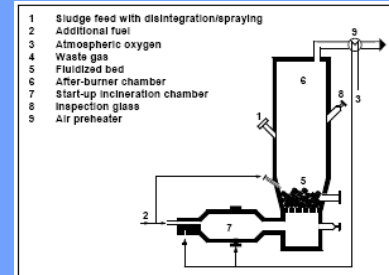 1 Sludge feed with disintegration/spraying
2 Additional fuel
3 Atmospheric oxygen
4 Waste gas
5 Fluidized bed
6 After-burner chamber
7 Start-up incineration chamber
8 Inspection glass
9 Air preheater
9
6
8
3
1
5
2
7